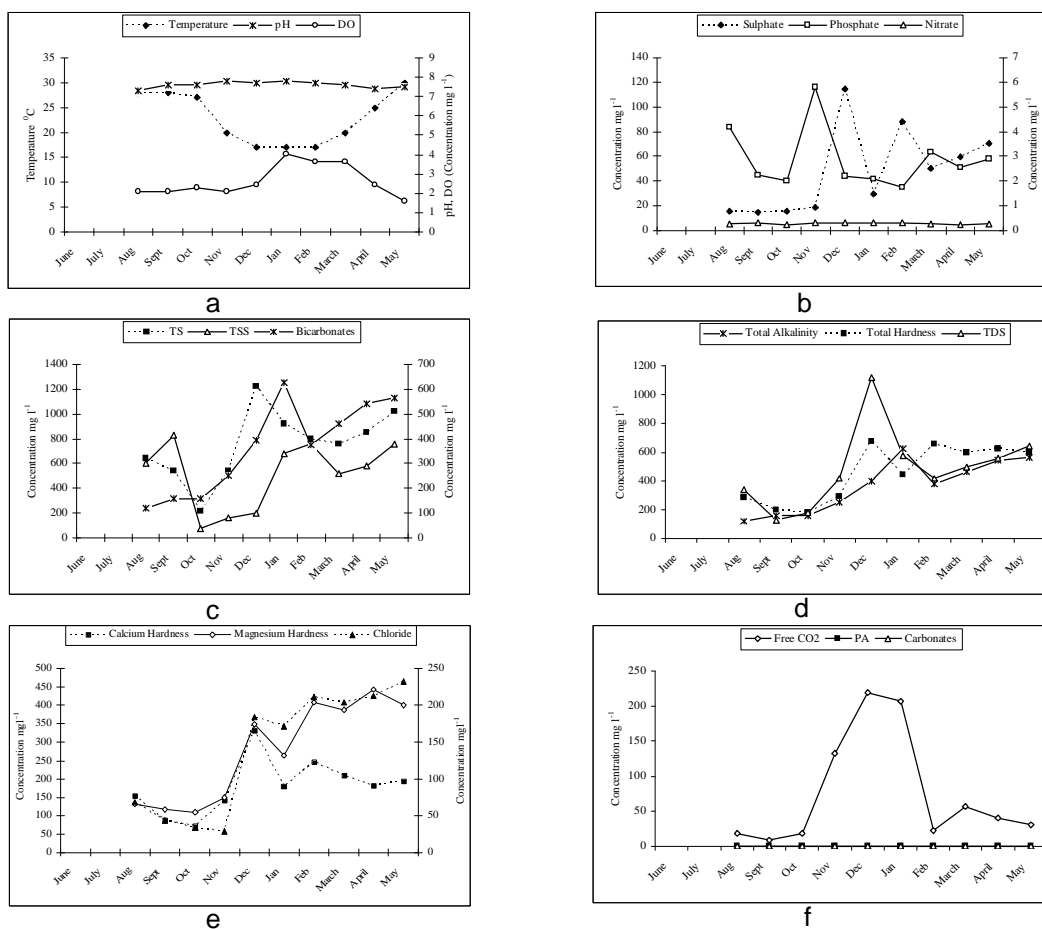 Temperature pH DO
35
30
25
20
15
10
5
0
9
8
7
6
5
4
3
2
1
0
Temperature ⁰C
pH, DO (Concentration mg l⁻¹)
June July Aug Sept Oct Nov Dec Jan Feb March April May
a
Sulphate Phosphate Nitrate
140
120
100
80
60
40
20
0
7
6
5
4
3
2
1
0
Concentration mg l⁻¹
Concentration mg l⁻¹
June July Aug Sept Oct Nov Dec Jan Feb March April May
b
TS TSS Bicarbonates
1400
1200
1000
800
600
400
200
0
700
600
500
400
300
200
100
0
Concentration mg l⁻¹
Concentration mg l⁻¹
June July Aug Sept Oct Nov Dec Jan Feb March April May
c
Total Alkalinity Total Hardness TDS
1200
1000
800
600
400
200
0
Concentration mg l⁻¹
June July Aug Sept Oct Nov Dec Jan Feb March April May
d
Calcium Hardness Magnesium Hardness Chloride
500
450
400
350
300
250
200
150
100
50
0
250
200
150
100
50
0
Concentration mgl⁻¹
Concentration mg l⁻¹
June July Aug Sept Oct Nov Dec Jan Feb March April May
e
Free CO2 PA Carbonates
250
200
150
100
50
0
Concentration mg l⁻¹
June July Aug Sept Oct Nov Dec Jan Feb March April May
f